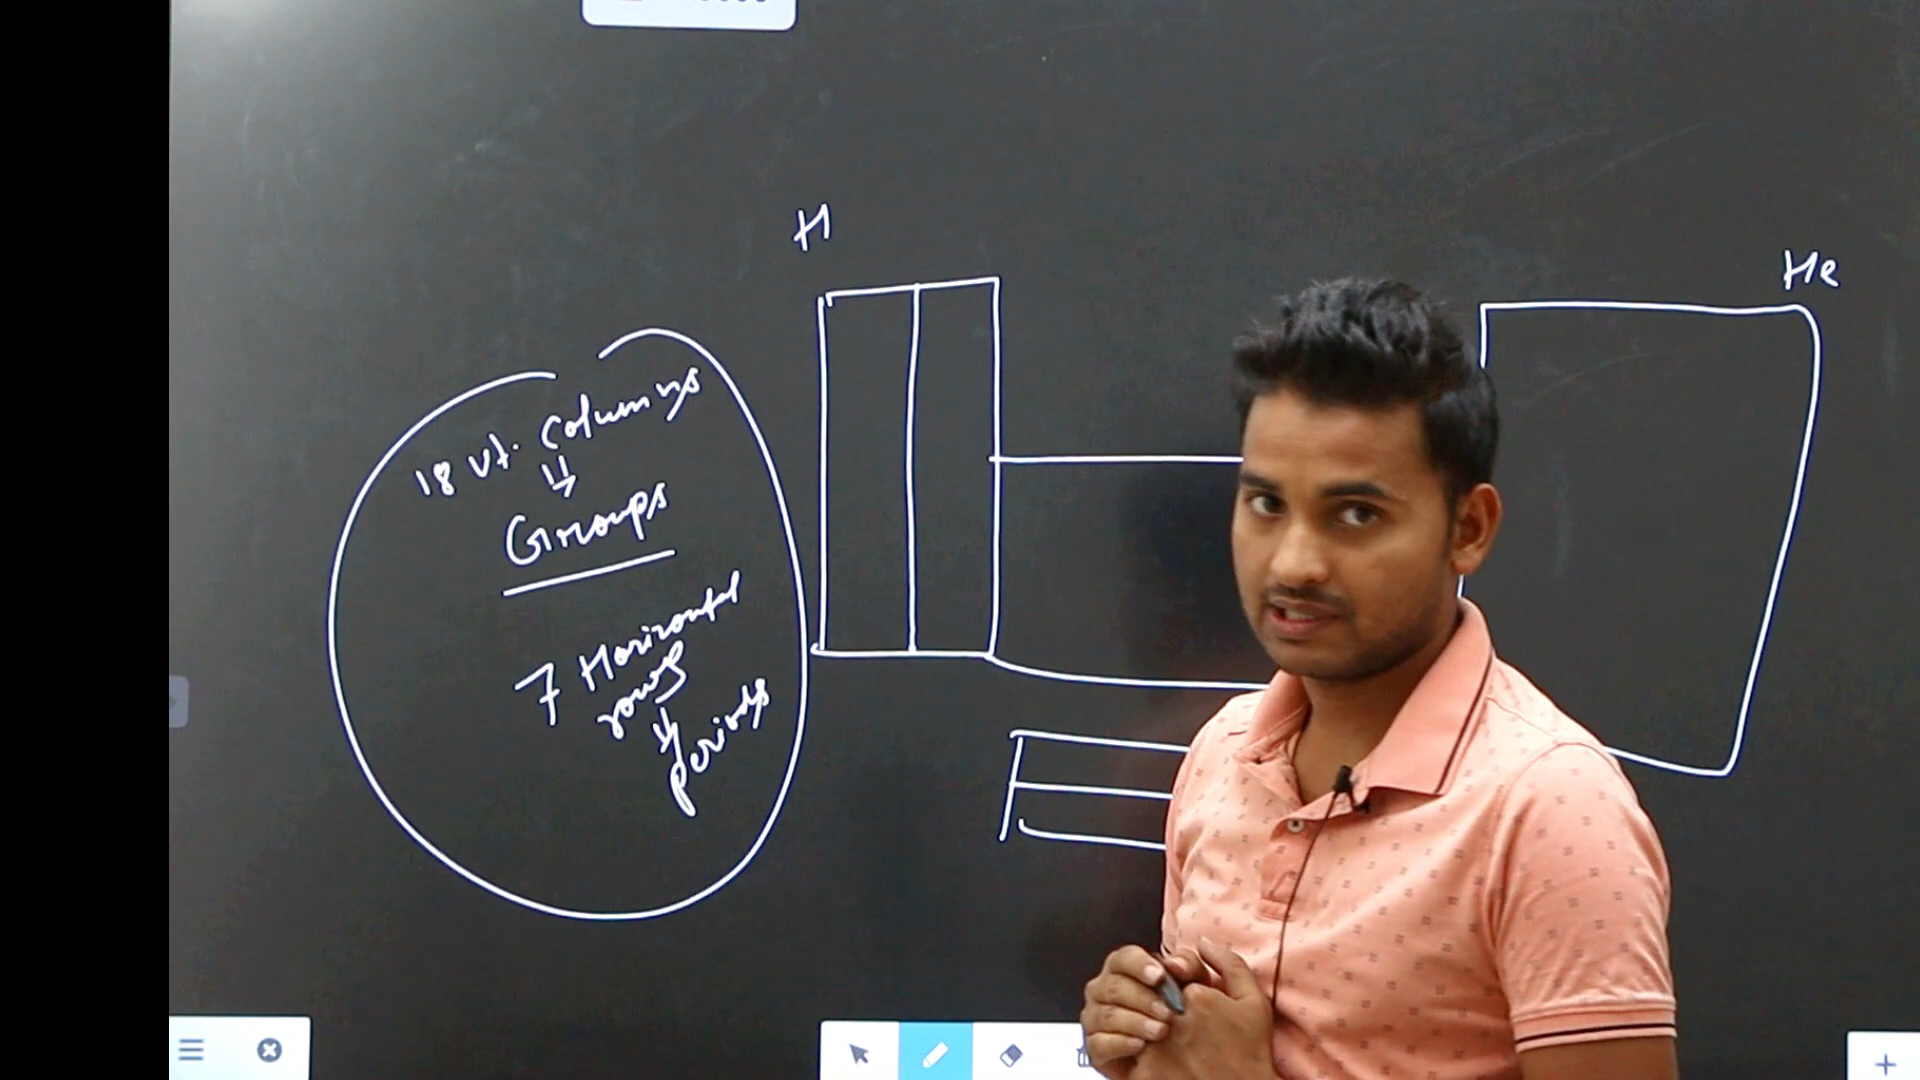 H
He
18 vt. columns
⇓
Groups
7 Horizontal
rows
⇓
periods